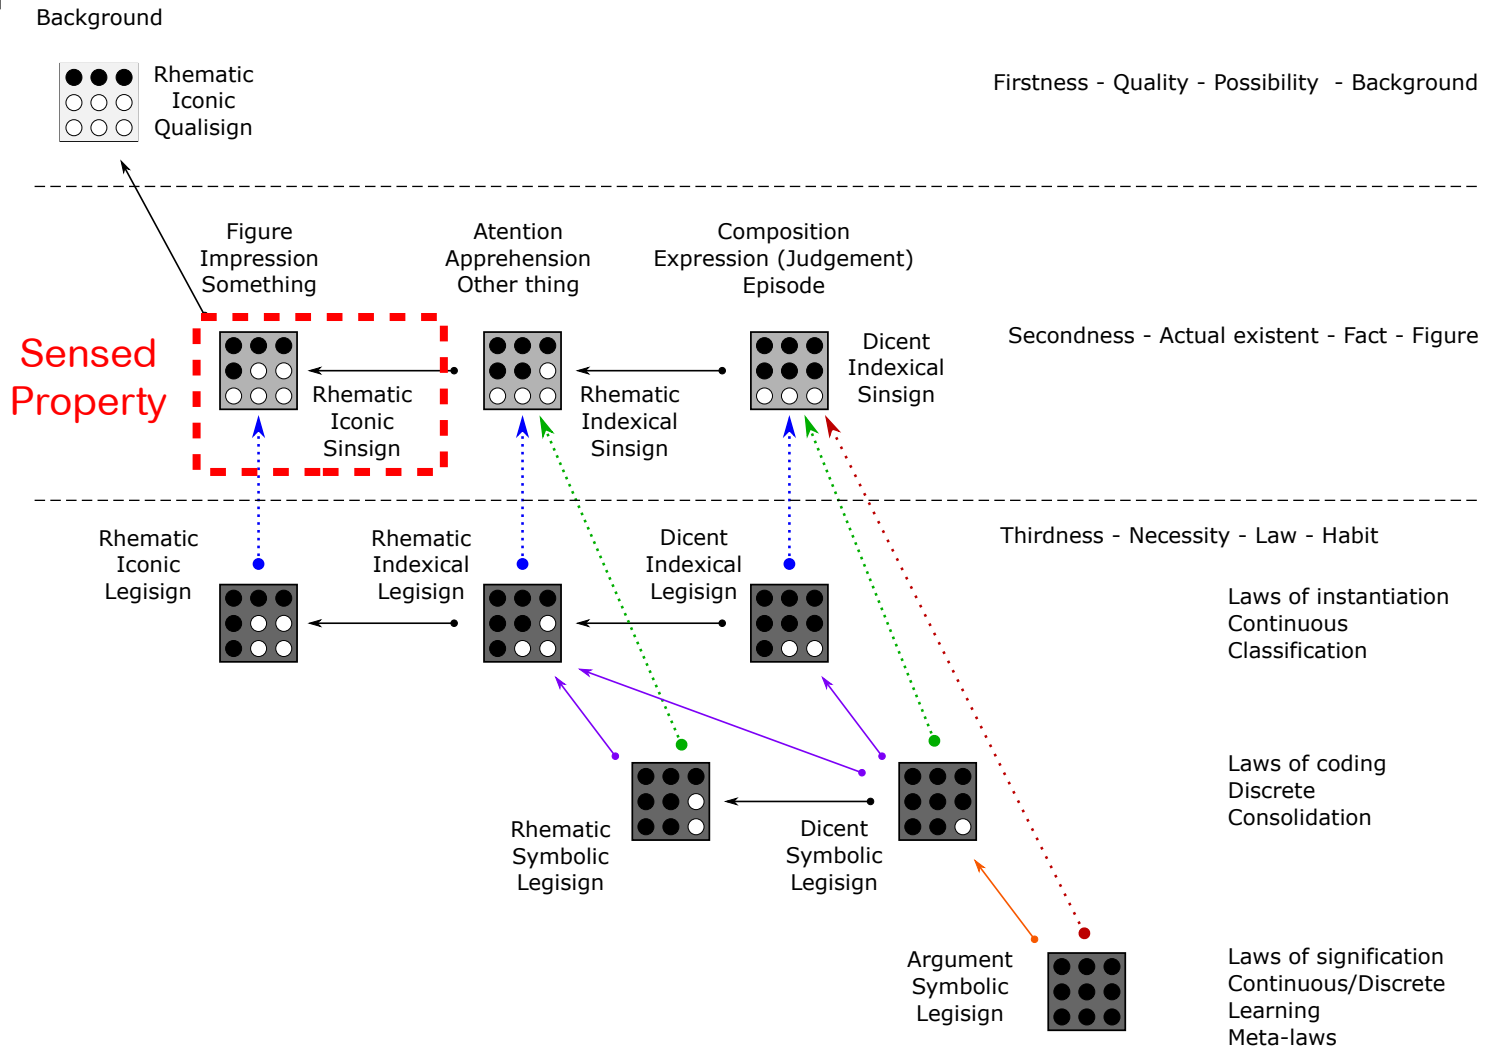 Background
Rhematic
Iconic
Qualisign
Firstness - Quality - Possibility  - Background
Figure
Impression
Something
Atention
Apprehension
Other thing
Composition
Expression (Judgement)
Episode
Sensed
Property
Rhematic
Iconic
Sinsign
Rhematic
Indexical
Sinsign
Dicent
Indexical
Sinsign
Secondness - Actual existent - Fact - Figure
Thirdness - Necessity - Law - Habit
Rhematic
Iconic
Legisign
Rhematic
Indexical
Legisign
Dicent
Indexical
Legisign
Laws of instantiation
Continuous
Classification
Rhematic
Symbolic
Legisign
Dicent
Symbolic
Legisign
Laws of coding
Discrete
Consolidation
Argument
Symbolic
Legisign
Laws of signification
Continuous/Discrete
Learning
Meta-laws